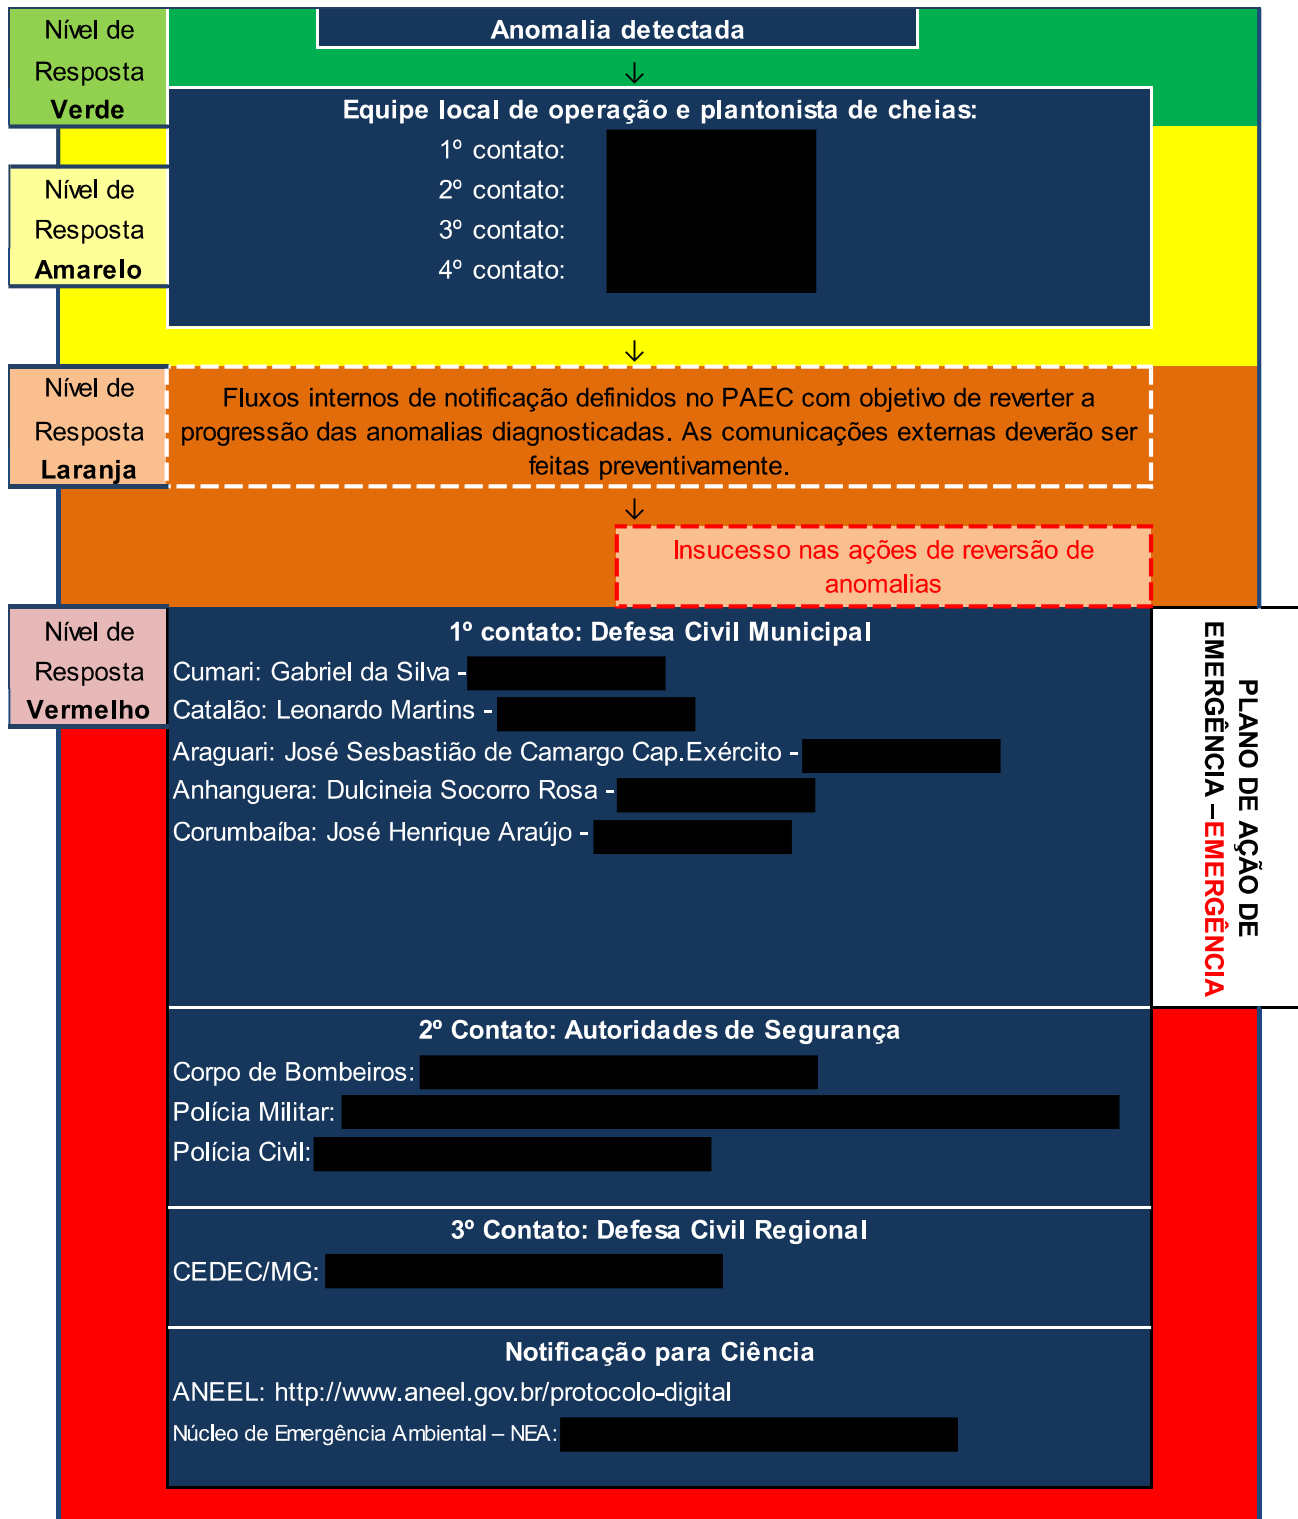 Nível de
Resposta
Verde
Anomalia detectada
↓
Equipe local de operação e plantonista de cheias:
1º contato:
2º contato:
3º contato:
4º contato:
Nível de
Resposta
Amarelo
↓
Nível de
Resposta
Laranja
Fluxos internos de notificação definidos no PAEC com objetivo de reverter a
progressão das anomalias diagnosticadas. As comunicações externas deverão ser
feitas preventivamente.
↓
Insucesso nas ações de reversão de
anomalias
Nível de
Resposta
Vermelho
1º contato: Defesa Civil Municipal
Cumari: Gabriel da Silva -
Catalão: Leonardo Martins -
Araguari: José Sesbastião de Camargo Cap.Exército -
Anhanguera: Dulcineia Socorro Rosa -
Corumbaíba: José Henrique Araújo -
PLANO DE AÇÃO DE
EMERGÊNCIA – EMERGÊNCIA
2º Contato: Autoridades de Segurança
Corpo de Bombeiros:
Polícia Militar:
Polícia Civil:
3º Contato: Defesa Civil Regional
CEDEC/MG:
Notificação para Ciência
ANEEL: http://www.aneel.gov.br/protocolo-digital
Núcleo de Emergência Ambiental – NEA: